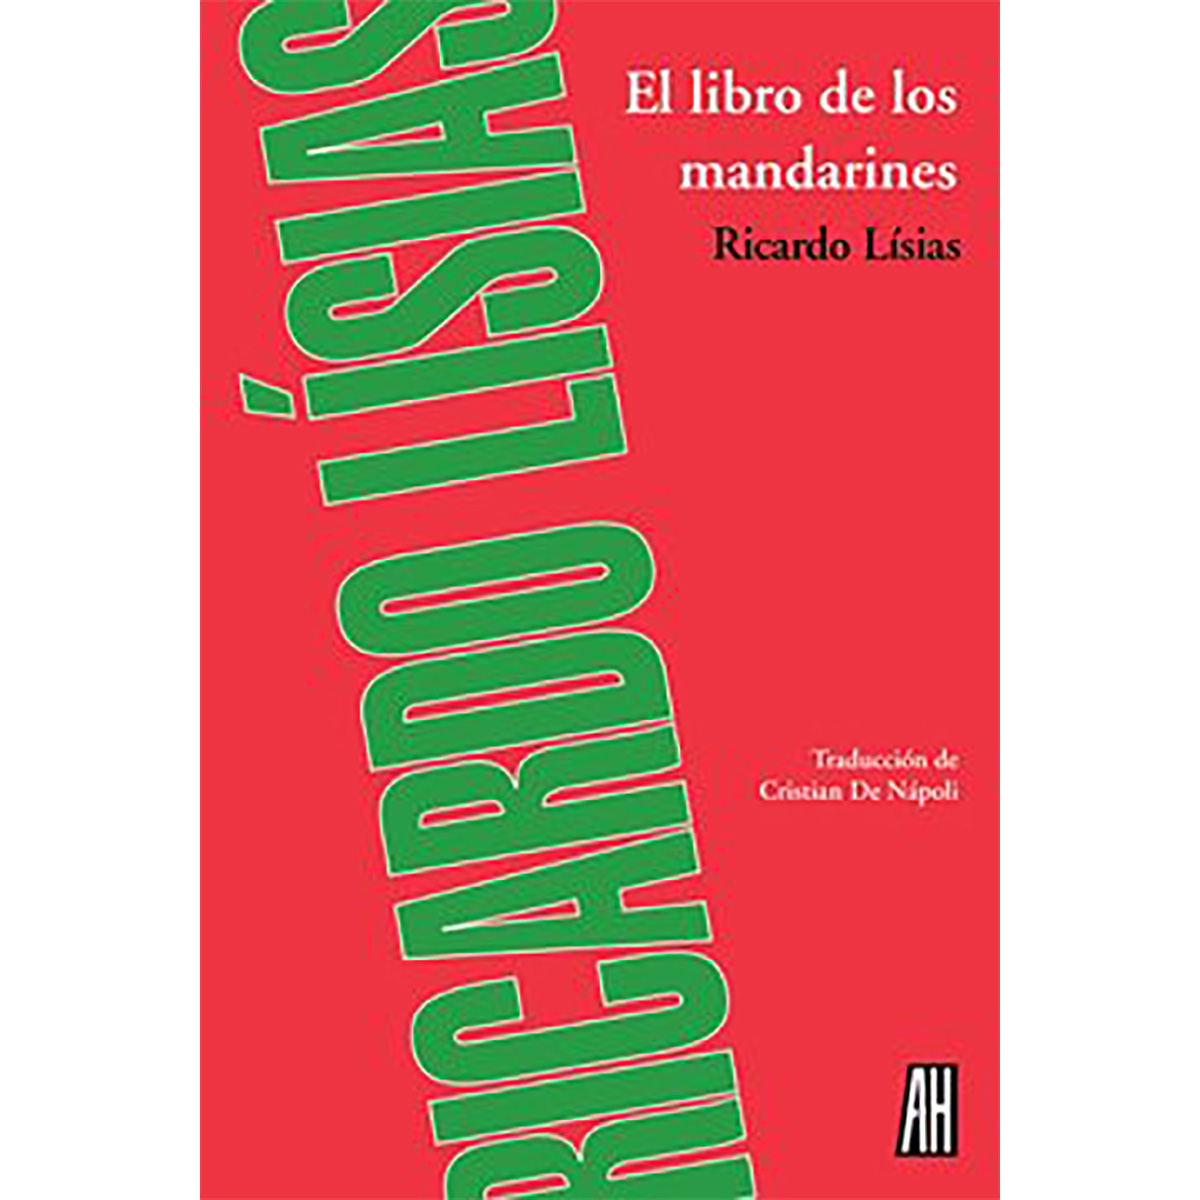 El libro de los
mandarines
Ricardo Lísias
RICARDO LÍSIAS
Traducción de
Cristian De Nápoli
AH